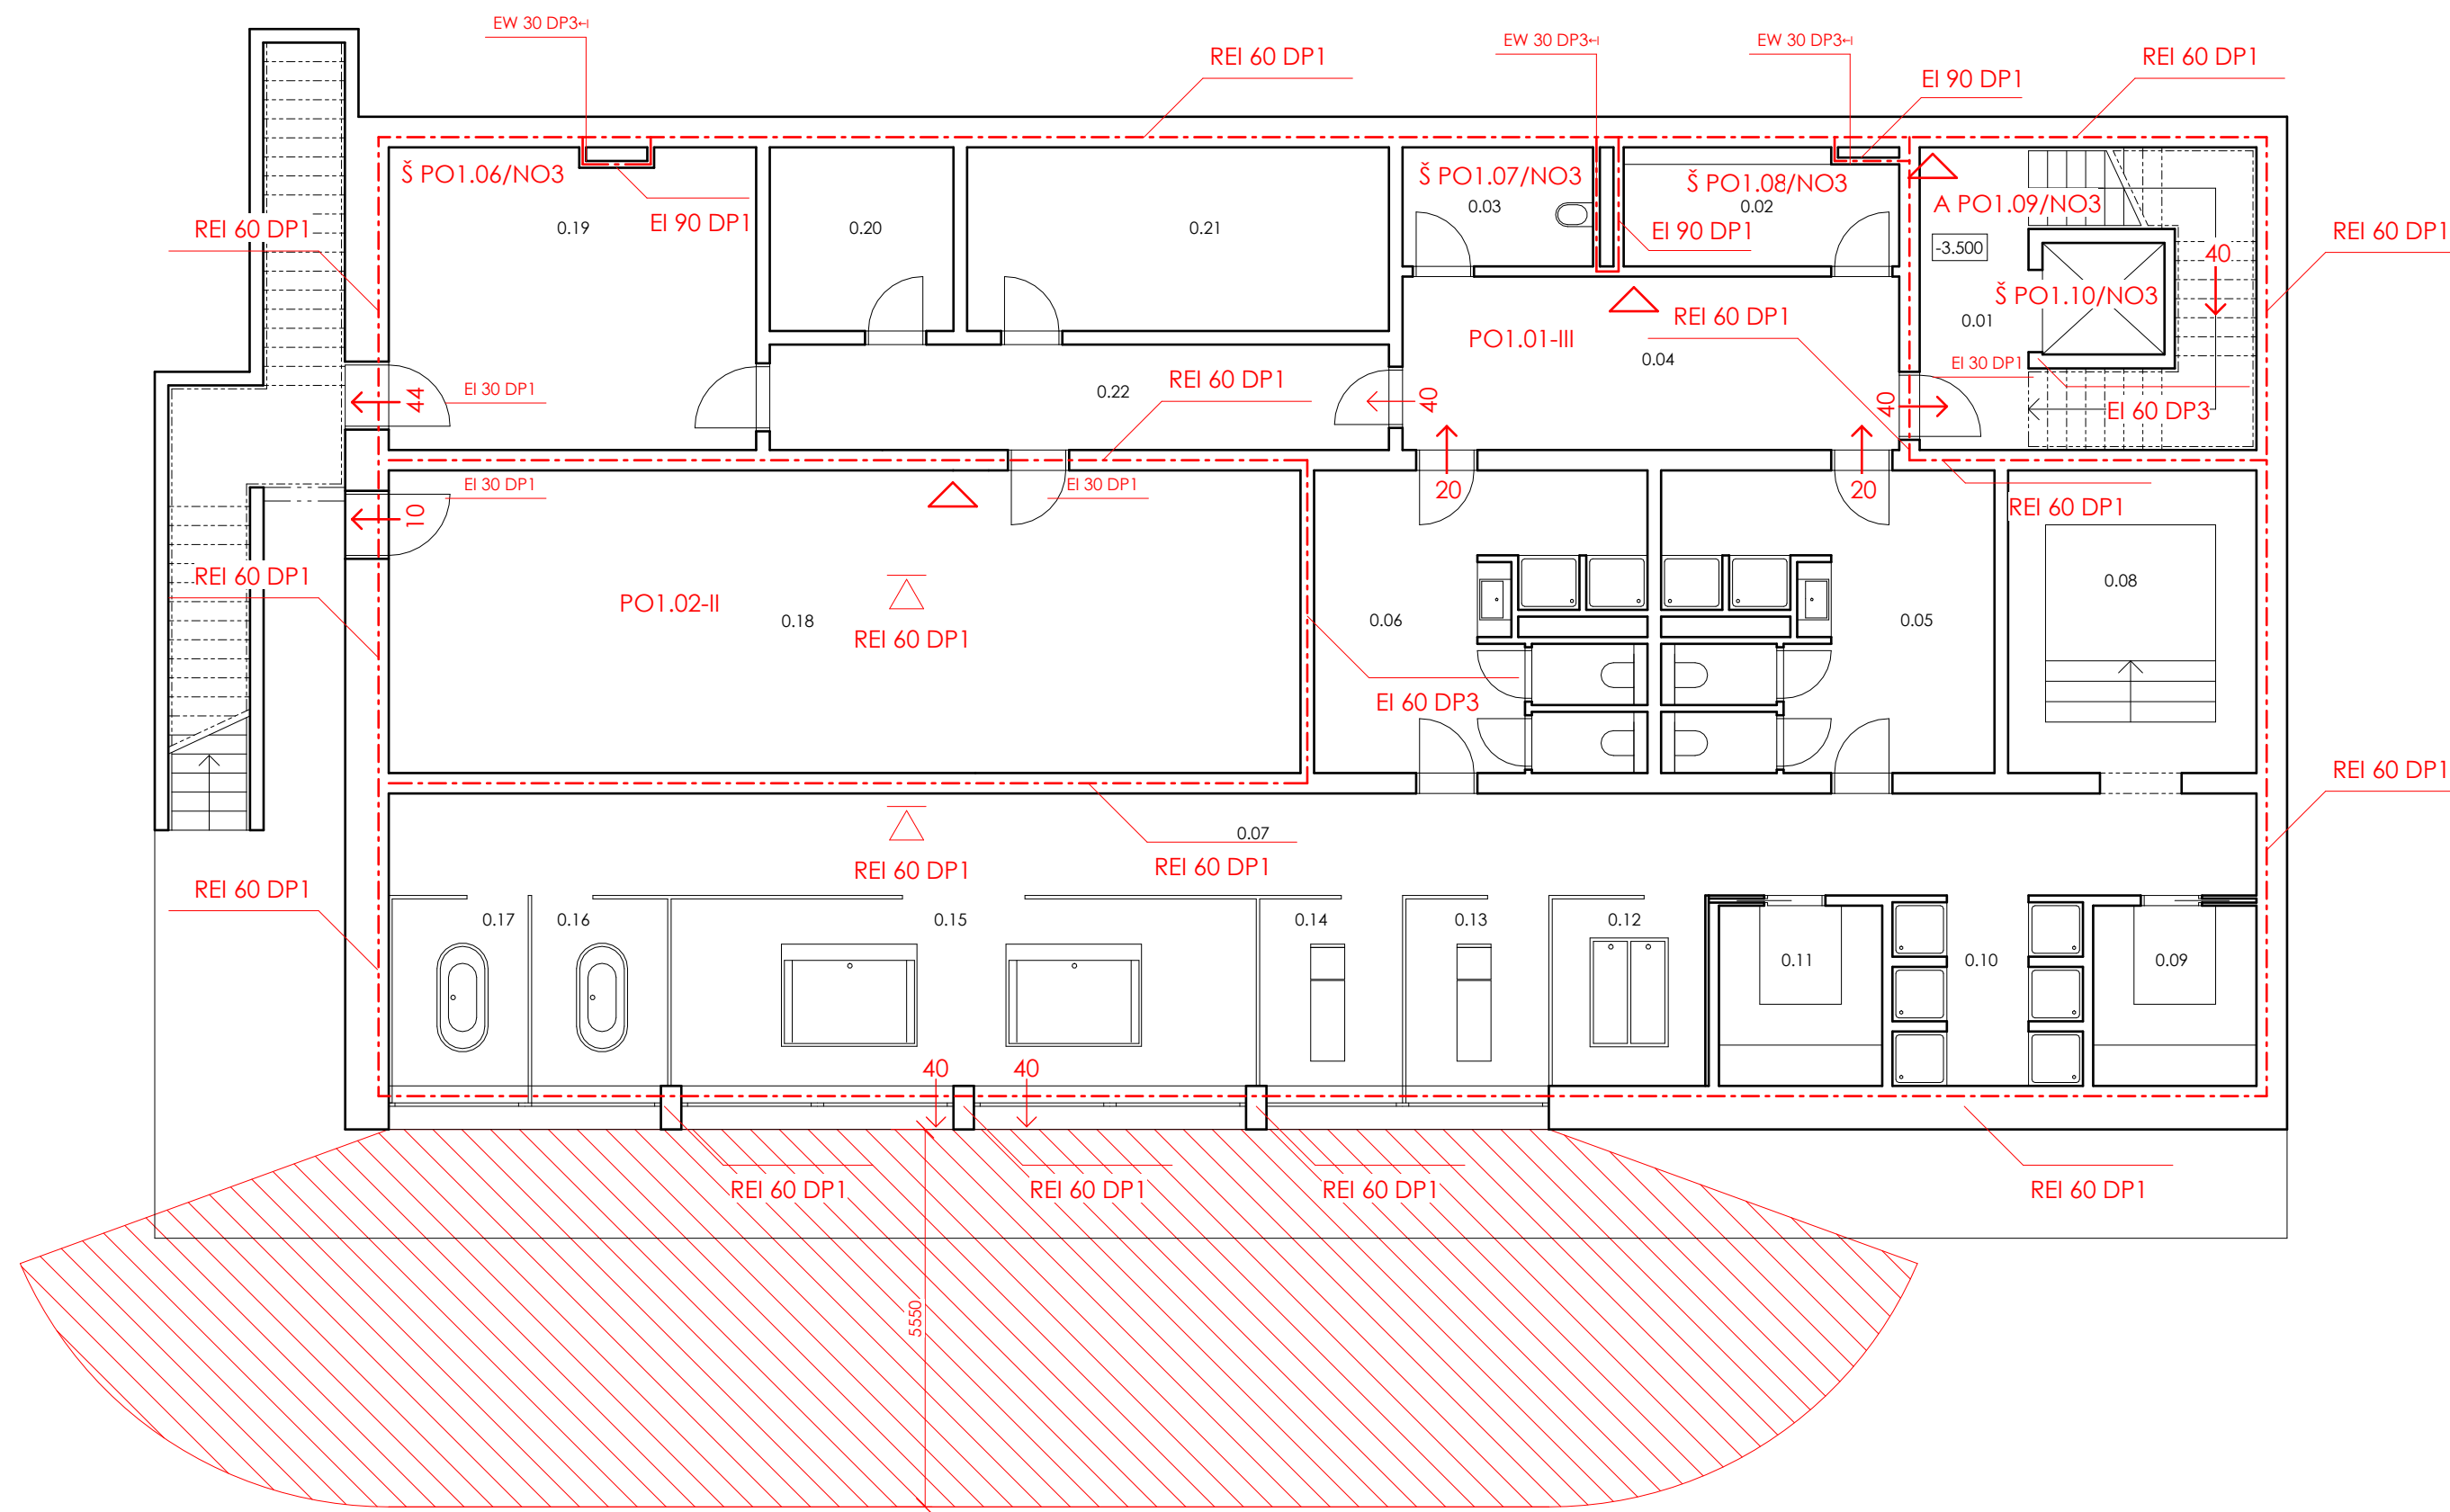 EW 30 DP3
EW 30 DP3
EW 30 DP3
REI 60 DP1
REI 60 DP1
EI 90 DP1
Š PO1.06/NO3
Š PO1.07/NO3
Š PO1.08/NO3
A PO1.09/NO3
0.03
0.02
REI 60 DP1
0.19
EI 90 DP1
0.20
0.21
EI 90 DP1
REI 60 DP1
-3.500
40
Š PO1.10/NO3
0.01
REI 60 DP1
PO1.01-III
0.04
EI 30 DP1
REI 60 DP1
EI 30 DP1
44
0.22
40
40
EI 60 DP3
EI 30 DP1
EI 30 DP1
20
20
10
REI 60 DP1
REI 60 DP1
PO1.02-II
0.18
REI 60 DP1
0.06
0.05
0.08
EI 60 DP3
REI 60 DP1
0.07
REI 60 DP1
REI 60 DP1
REI 60 DP1
0.17
0.16
0.15
0.14
0.13
0.12
0.11
0.10
0.09
40
40
REI 60 DP1
REI 60 DP1
REI 60 DP1
REI 60 DP1
5550